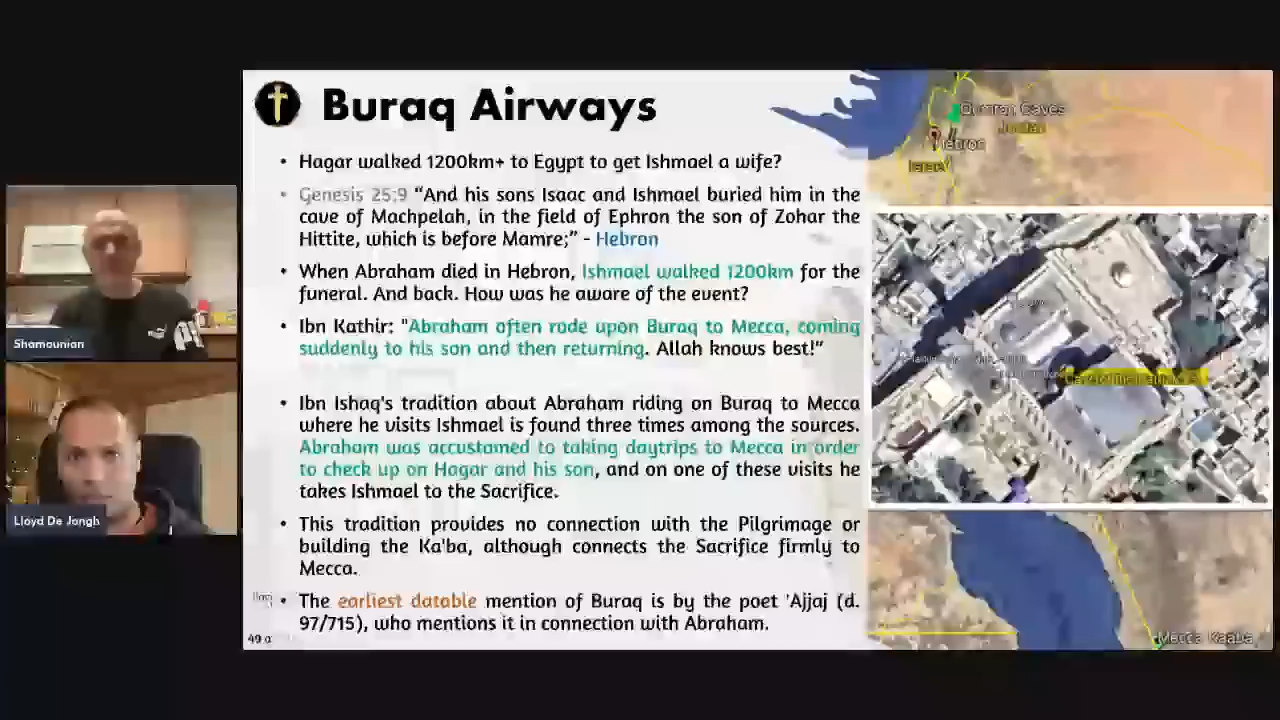 Buraq Airways
• Hagar walked 1200km+ to Egypt to get Ishmael a wife?
• Genesis 25:9 “And his sons Isaac and Ishmael buried him in the
cave of Machpelah, in the field of Ephron the son of Zohar the
Hittite, which is before Mamre;” - Hebron
• When Abraham died in Hebron, Ishmael walked 1200km for the
funeral. And back. How was he aware of the event?
• Ibn Kathir: "Abraham often rode upon Buraq to Mecca, coming
suddenly to his son and then returning. Allah knows best!”
• Ibn Ishaq's tradition about Abraham riding on Buraq to Mecca
where he visits Ishmael is found three times among the sources.
Abraham was accustamed to taking daytrips to Mecca in order
to check up on Hagar and his son, and on one of these visits he
takes Ishmael to the Sacrifice.
• This tradition provides no connection with the Pilgrimage or
building the Ka'ba, although connects the Sacrifice firmly to
Mecca.
• The earliest datable mention of Buraq is by the poet 'Ajjaj (d.
97/715), who mentions it in connection with Abraham.
49 a
Qumran Caves
Jordan
Hebron
Israel
Mecca Kaaba
Shamounian
Lloyd De Jongh